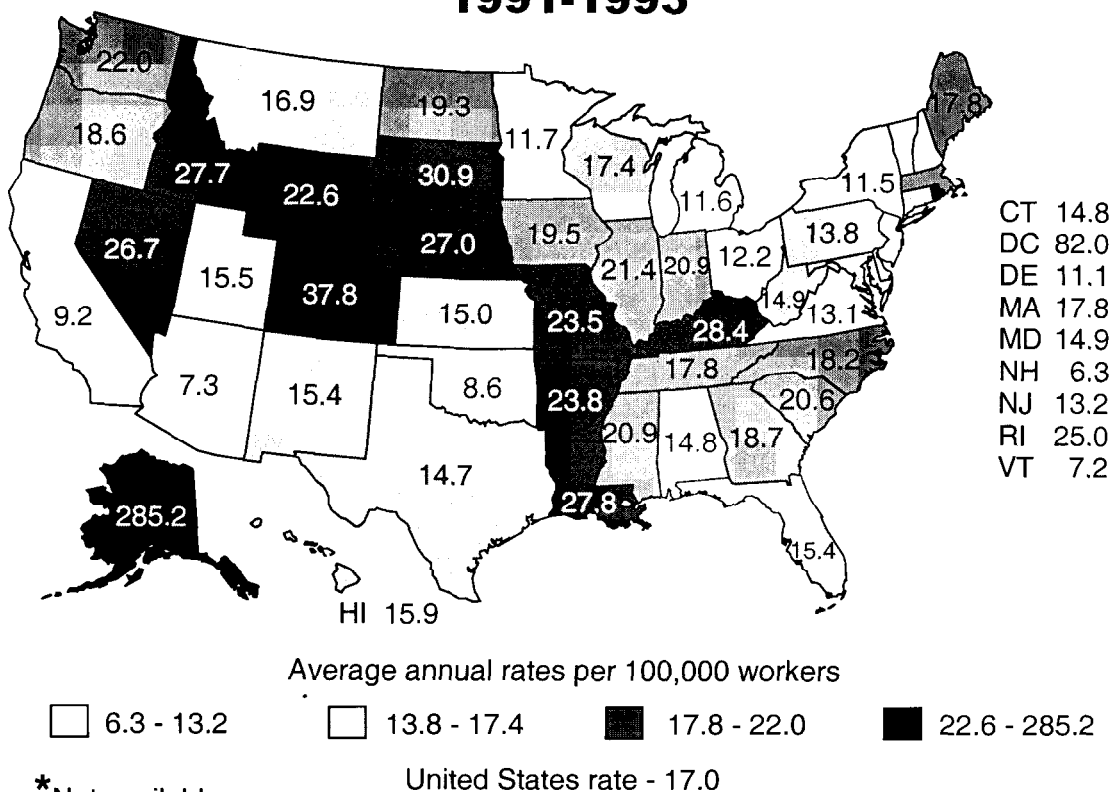 1991-1995
22.0
16.9
19.3
17.8
18.6
11.7
27.7
30.9
17.4
11.5
22.6
11.6
26.7
27.0
19.5
13.8
15.5
21.4
20.9
12.2
37.8
15.0
14.9
9.2
23.5
28.4
13.1
7.3
15.4
8.6
23.8
17.8
18.2
20.6
20.9
14.8
18.7
14.7
27.8
285.2
15.4
HI 15.9
CT 14.8
DC 82.0
DE 11.1
MA 17.8
MD 14.9
NH 6.3
NJ 13.2
RI 25.0
VT 7.2
Average annual rates per 100,000 workers
6.3 - 13.2
13.8 - 17.4
17.8 - 22.0
22.6 - 285.2
United States rate - 17.0